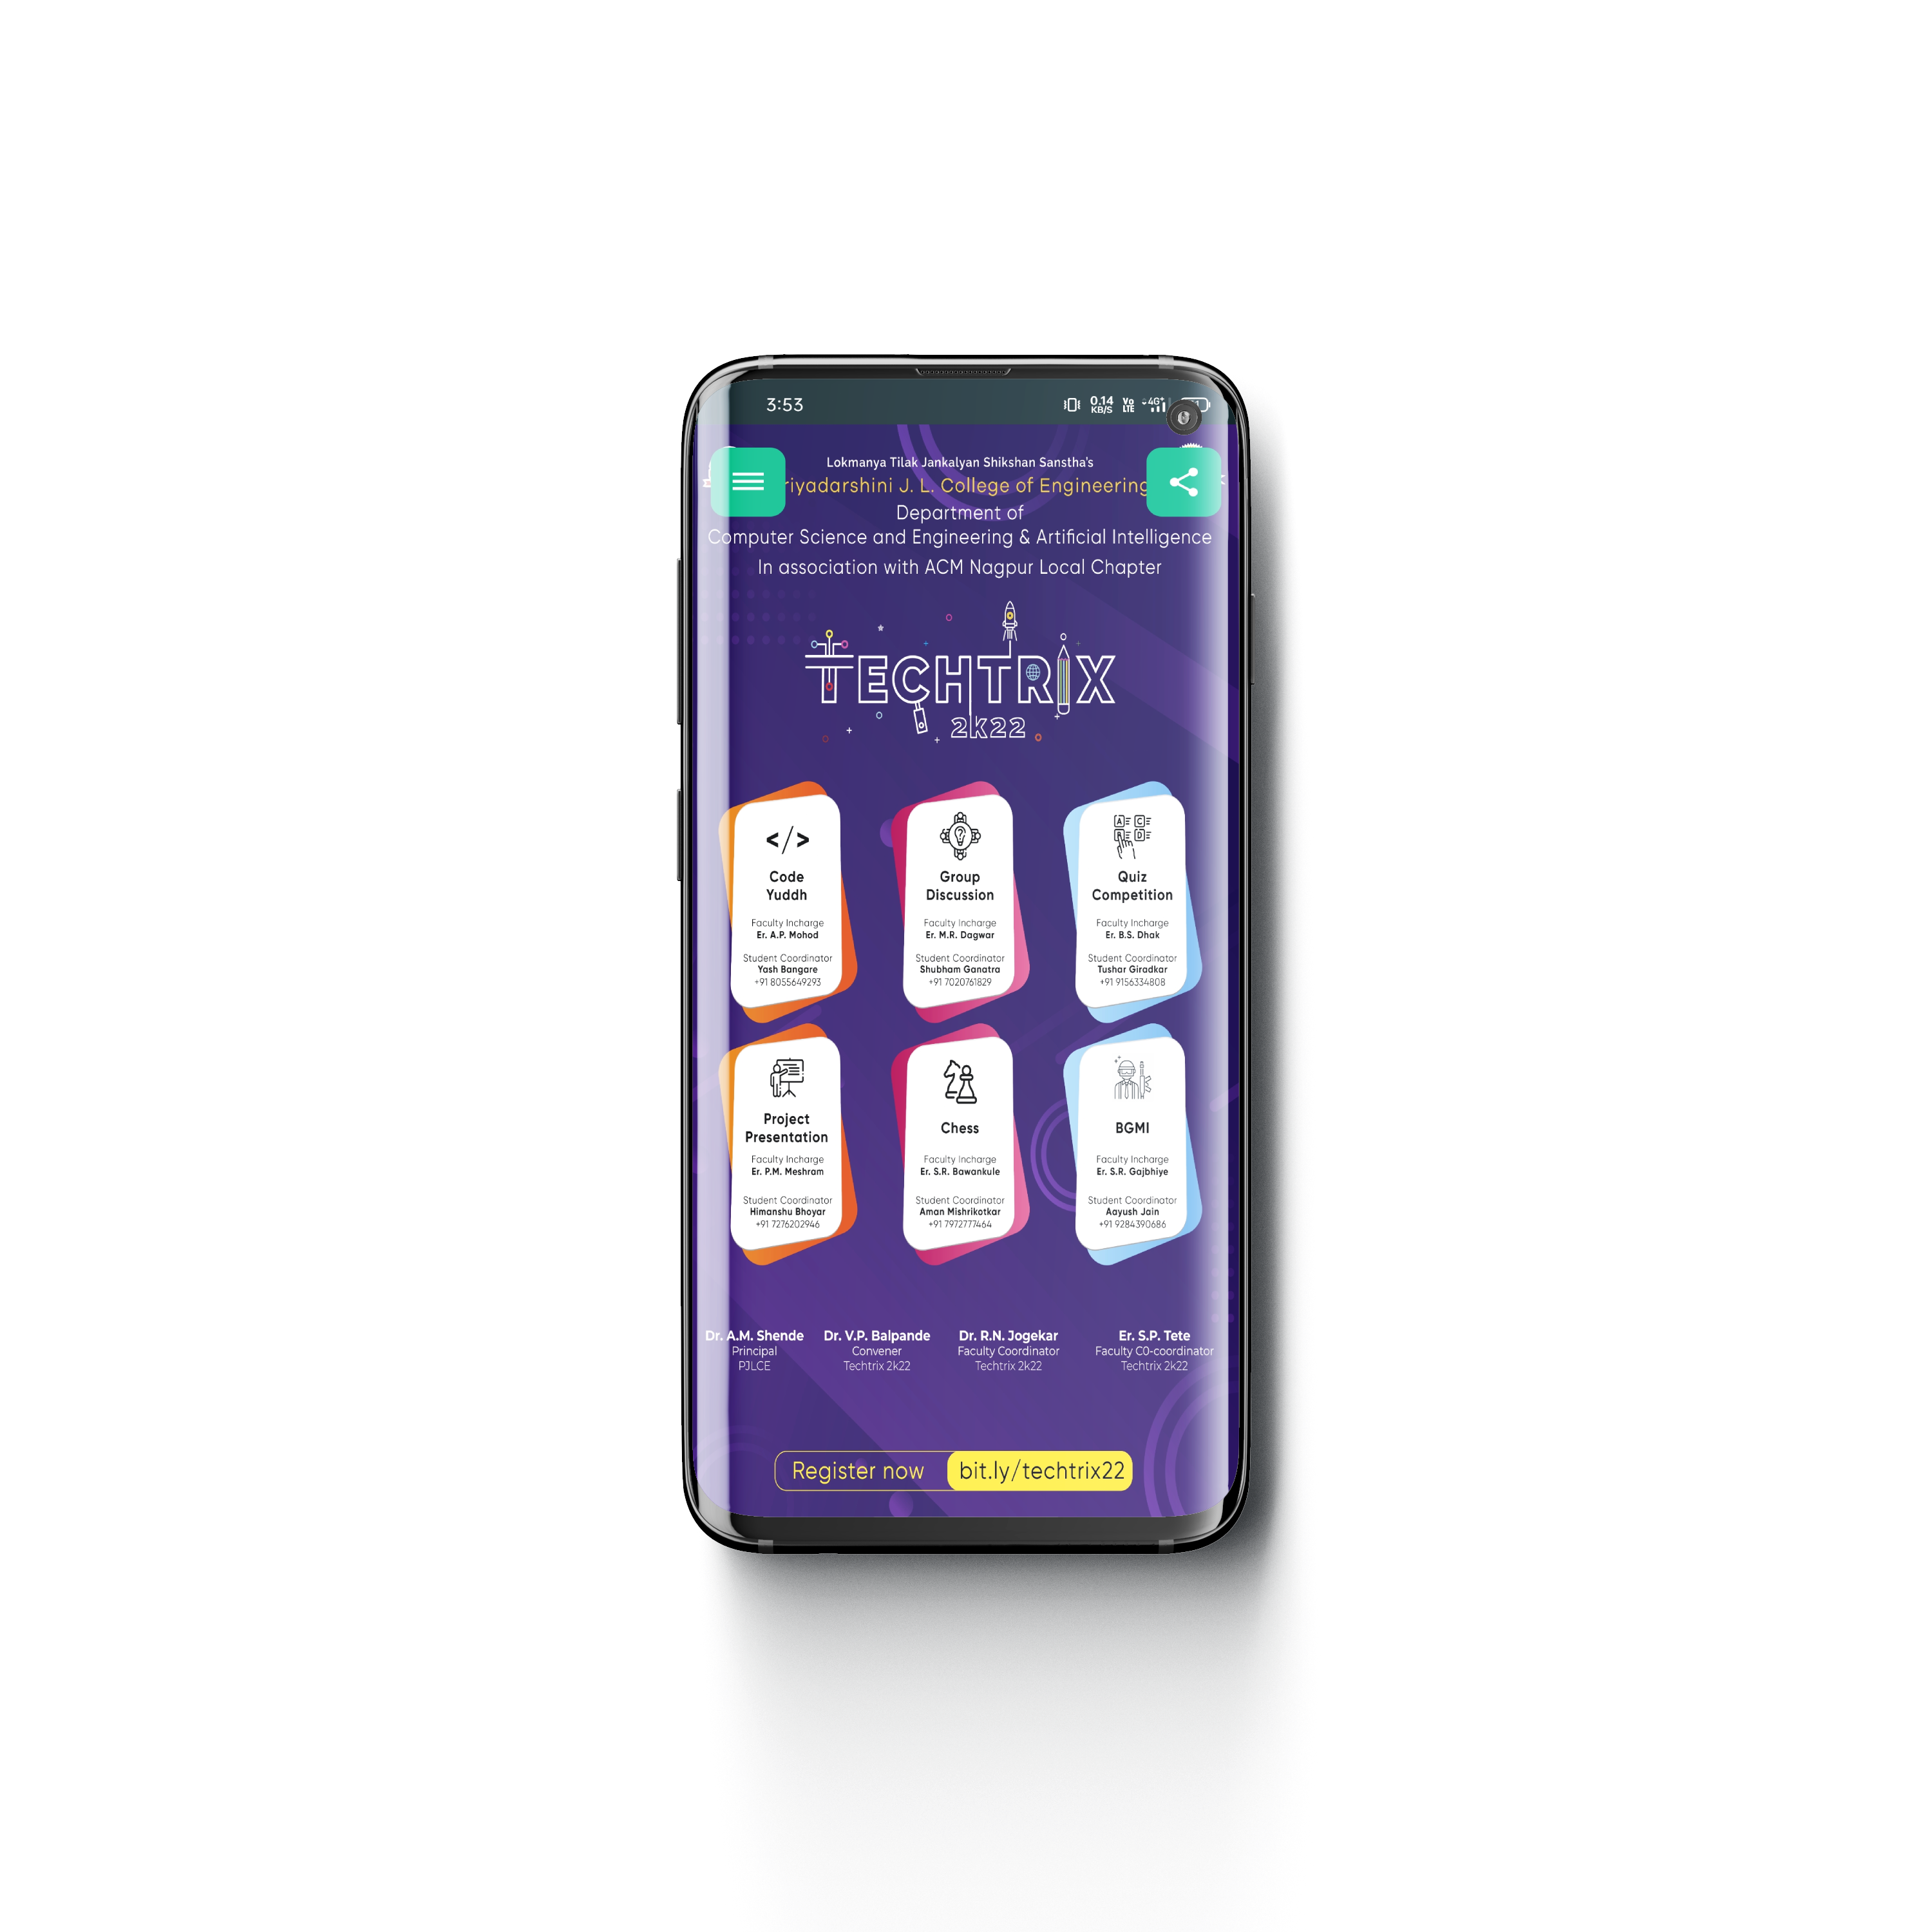 3:53
0.14
KB/S
Vo
LTE
4G+
Lokmanya Tilak Jankalyan Shikshan Sanstha's
riyadarshini J. L. College of Engineering
Department of
Computer Science and Engineering & Artificial Intelligence
In association with ACM Nagpur Local Chapter
TECHTRIX
2k22
</>
Code
Yuddh
Faculty Incharge
Er. A.P. Mohod
Student Coordinator
Yash Bangare
+91 8055649293
Group
Discussion
Faculty Incharge
Er. M.R. Dagwar
Student Coordinator
Shubham Ganatra
+91 7020761829
A C
B D
Quiz
Competition
Faculty Incharge
Er. B.S. Dhak
Student Coordinator
Tushar Giradkar
+91 9156334808
Project
Presentation
Faculty Incharge
Er. P.M. Meshram
Student Coordinator
Himanshu Bhoyar
+91 7276202946
Chess
Faculty Incharge
Er. S.R. Bawankule
Student Coordinator
Aman Mishrikotkar
+91 7972777464
BGMI
Faculty Incharge
Er. S.R. Gajbhiye
Student Coordinator
Aayush Jain
+91 9284390686
Dr. A.M. Shende
Principal
PJLCE
Dr. V.P. Balpande
Convener
Techtrix 2k22
Dr. R.N. Jogekar
Faculty Coordinator
Techtrix 2k22
Er. S.P. Tete
Faculty C0-coordinator
Techtrix 2k22
Register now bit.ly/techtrix22